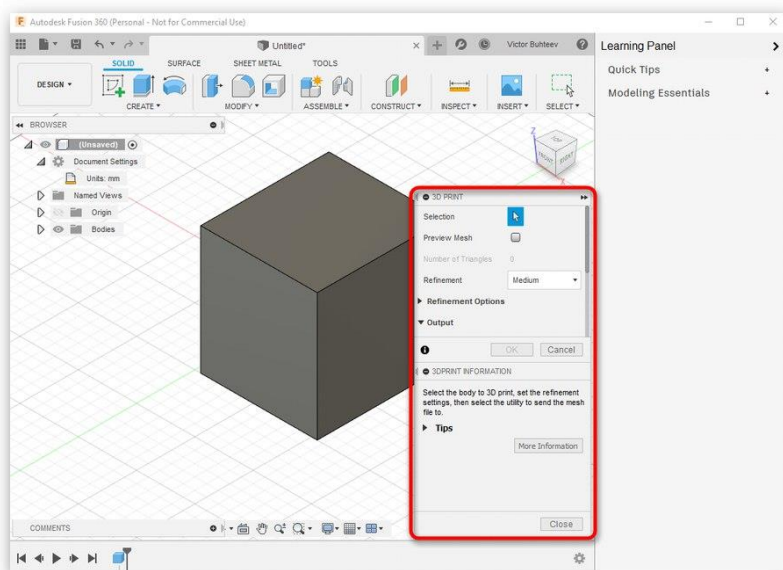 Autodesk Fusion 360 (Personal - Not for Commercial Use)
Untitled*
Victor Buhteev
Learning Panel
Quick Tips
Modeling Essentials
DESIGN
SOLID SURFACE SHEET METAL TOOLS
CREATE MODIFY ASSEMBLE CONSTRUCT INSPECT INSERT SELECT
BROWSER
(Unsaved)
Document Settings
Units: mm
Named Views
Origin
Bodies
Z
TOP
FRONT RIGHT
X
3D PRINT
Selection
Preview Mesh
Number of Triangles 0
Refinement Medium
Refinement Options
Output
OK Cancel
3DPRINT INFORMATION
Select the body to 3D print, set the refinement
settings, then select the utility to send the mesh
file to.
Tips
More Information
Close
COMMENTS